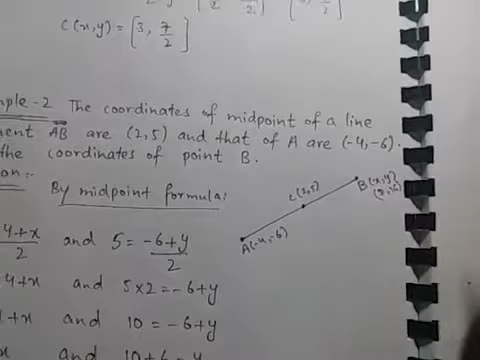 C(x,y) = [3, 7/2]
mple-2 The coordinates of midpoint of a line
ment AB are (2,5) and that of A are (-4,-6).
the coordinates of point B.
on:-
By midpoint formula:
C(2,5)
B(x,y)
A(-4,-6)
4+x/2 and 5 = -6+y/2
4+x and 5×2 = -6+y
+x and 10 = -6+y
x and 10+6 = y